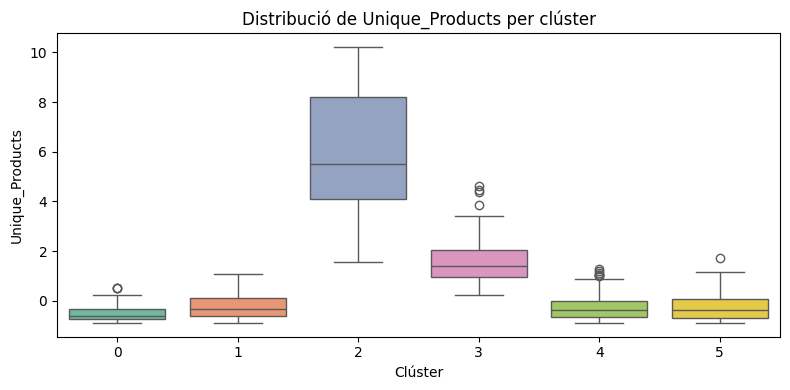 Distribució de Unique_Products per clúster
Unique_Products
10
8
6
4
2
0
0 1 2 3 4 5
Clúster